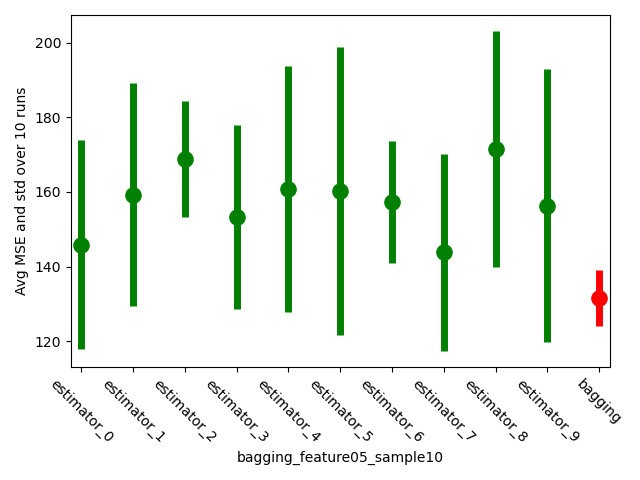 200
180
160
140
120
Avg MSE and std over 10 runs
estimator_0
estimator_1
estimator_2
estimator_3
estimator_4
estimator_5
estimator_6
estimator_7
estimator_8
estimator_9
bagging
bagging_feature05_sample10